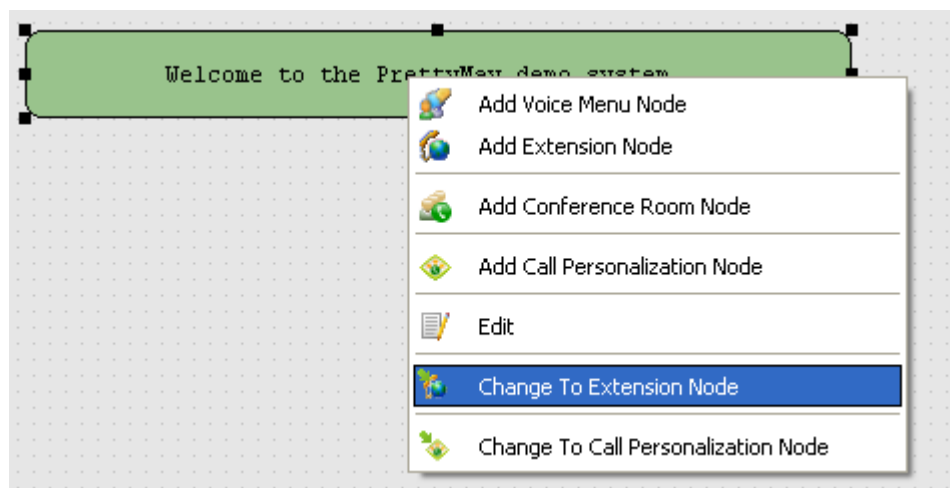 Welcome to the PrettyMay demo system
Add Voice Menu Node
Add Extension Node
Add Conference Room Node
Add Call Personalization Node
Edit
Change To Extension Node
Change To Call Personalization Node